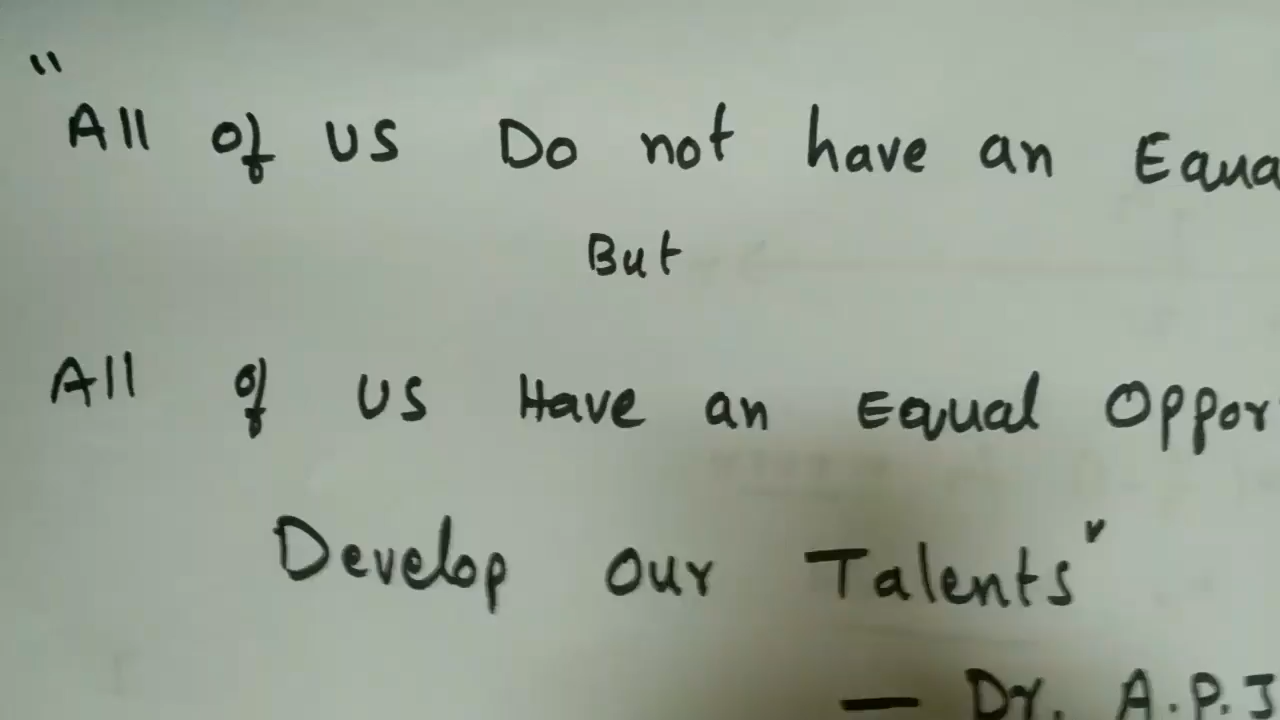 "All of us Do not have an Equa
But
All of us Have an Equal Oppor
Develop our Talents"
— Dr. A.P.J